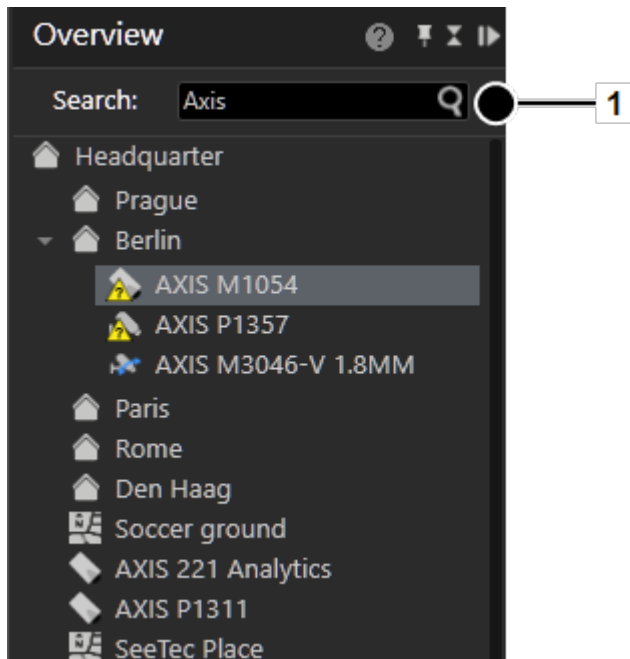 Overview
Search: Axis
1
Headquarter
Prague
Berlin
AXIS M1054
AXIS P1357
AXIS M3046-V 1.8MM
Paris
Rome
Den Haag
Soccer ground
AXIS 221 Analytics
AXIS P1311
SeeTec Place